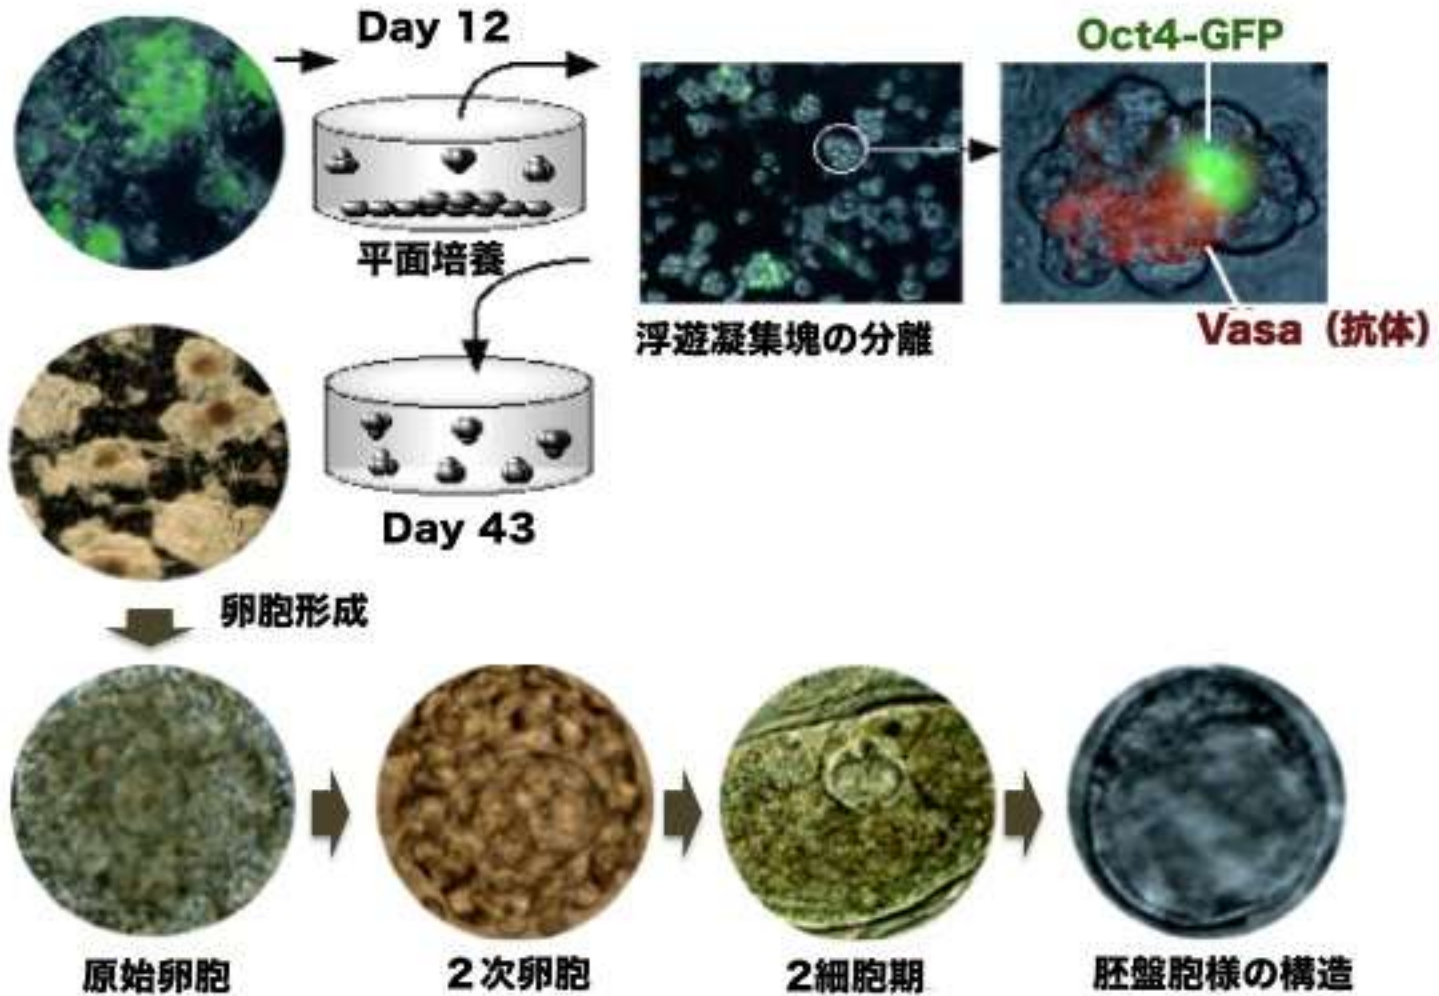 Day 12
Oct4-GFP
平面培養
浮遊凝集塊の分離
Vasa（抗体）
Day 43
卵胞形成
原始卵胞
２次卵胞
2細胞期
胚盤胞様の構造